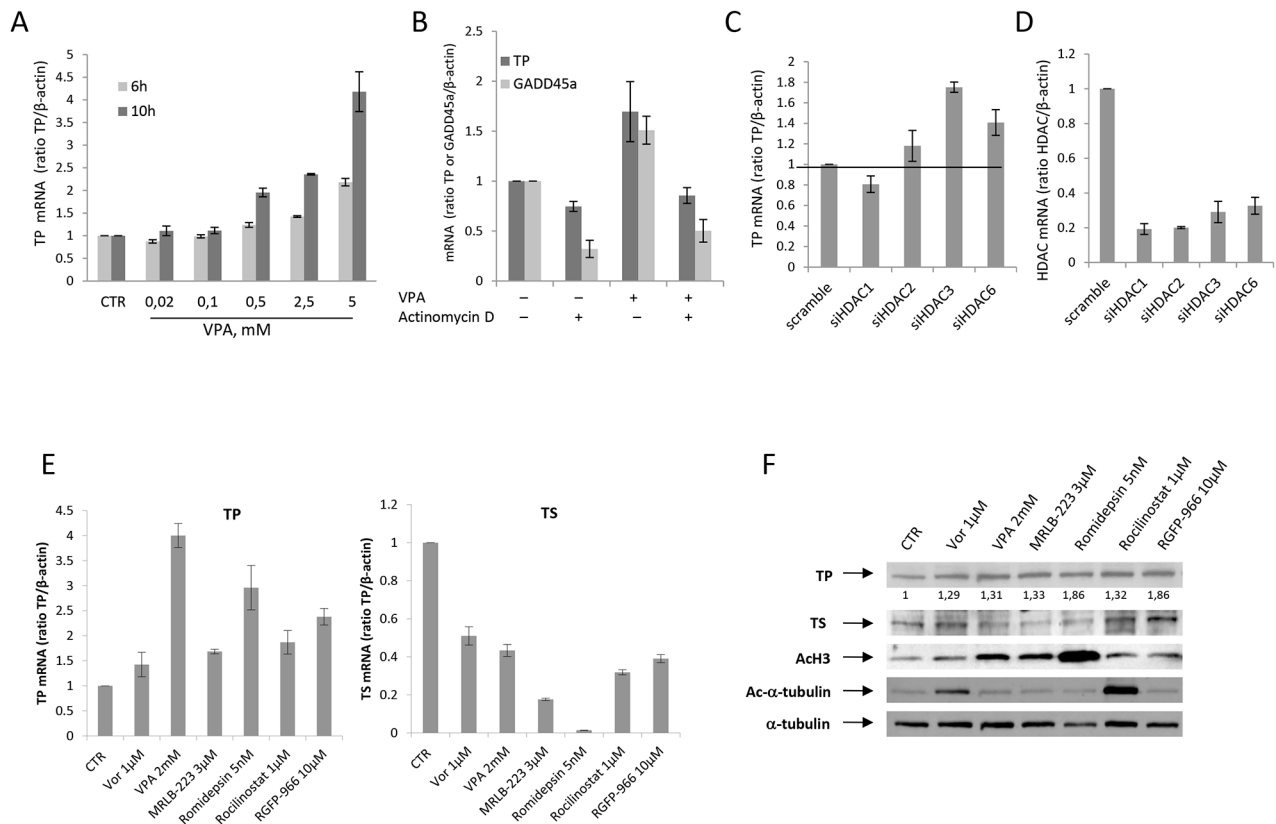 A
TP mRNA (ratio TP/β-actin)
5
4.5
4
3.5
3
2.5
2
1.5
1
0.5
0
6h
10h
CTR 0,02 0,1 0,5 2,5 5
VPA, mM
B
mRNA (ratio TP or GADD45a/β-actin)
2.5
2
1.5
1
0.5
0
TP
GADD45a
VPA – – + +
Actinomycin D – + – +
C
TP mRNA (ratio TP/β-actin)
2
1.8
1.6
1.4
1.2
1
0.8
0.6
0.4
0.2
0
scramble
siHDAC1
siHDAC2
siHDAC3
siHDAC6
D
HDAC mRNA (ratio HDAC/β-actin)
1.2
1
0.8
0.6
0.4
0.2
0
scramble
siHDAC1
siHDAC2
siHDAC3
siHDAC6
E
TP
TP mRNA (ratio TP/β-actin)
4.5
4
3.5
3
2.5
2
1.5
1
0.5
0
CTR
Vor 1µM
VPA 2mM
MRLB-223 3µM
Romidepsin 5nM
Rocilinostat 1µM
RGFP-966 10µM
TS
TS mRNA (ratio TP/β-actin)
1.2
1
0.8
0.6
0.4
0.2
0
CTR
Vor 1µM
VPA 2mM
MRLB-223 3µM
Romidepsin 5nM
Rocilinostat 1µM
RGFP-966 10µM
F
CTR
Vor 1µM
VPA 2mM
MRLB-223 3µM
Romidepsin 5nM
Rocilinostat 1µM
RGFP-966 10µM
TP
1 1,29 1,31 1,33 1,86 1,32 1,86
TS
AcH3
Ac-α-tubulin
α-tubulin